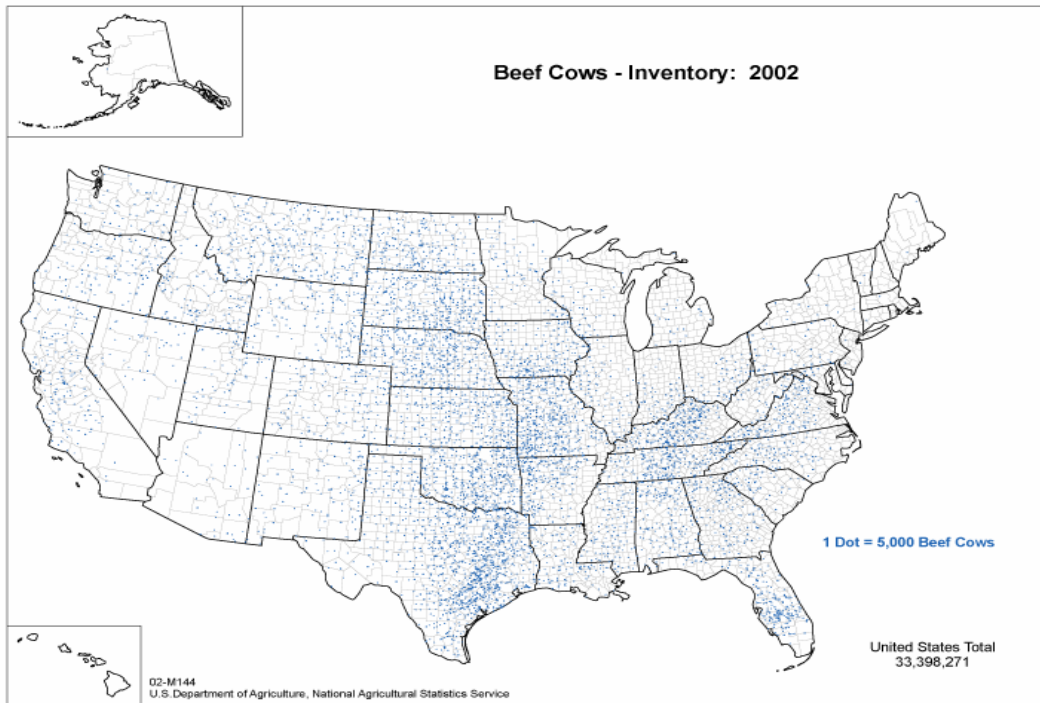 Beef Cows - Inventory: 2002
1 Dot = 5,000 Beef Cows
United States Total
33,398,271
02-M144
U.S.Department of Agriculture, National Agricultural Statistics Service